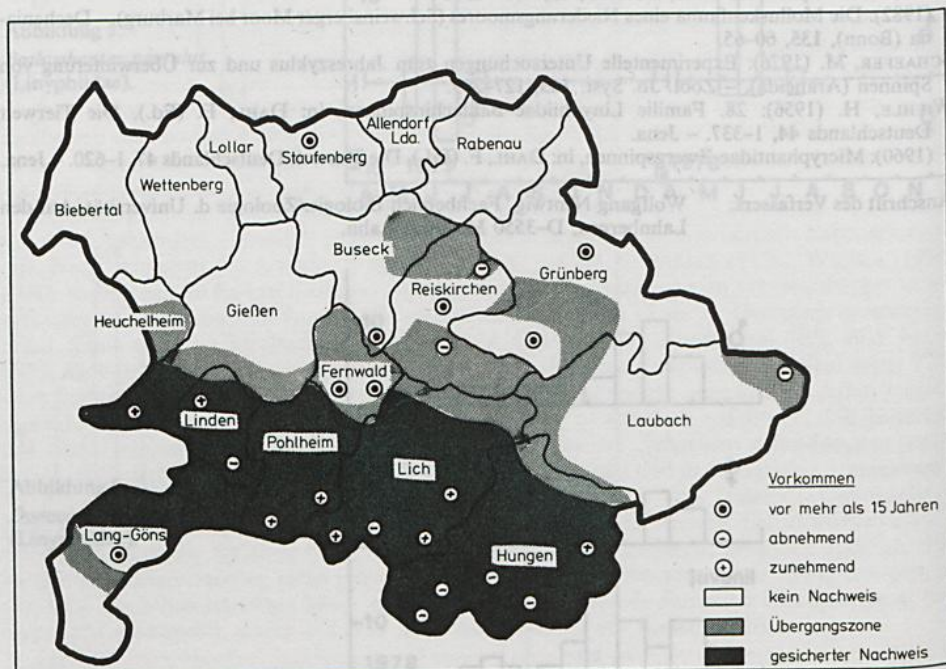 Allendorf
Lda.
Lollar
Staufenberg
Rabenau
Wettenberg
Biebertal
Buseck
Grünberg
Reiskirchen
Heuchelheim
Gießen
Fernwald
Linden
Laubach
Pohlheim
Lich
Lang-Göns
Hungen
Vorkommen
vor mehr als 15 Jahren
abnehmend
zunehmend
kein Nachweis
Übergangszone
gesicherter Nachweis